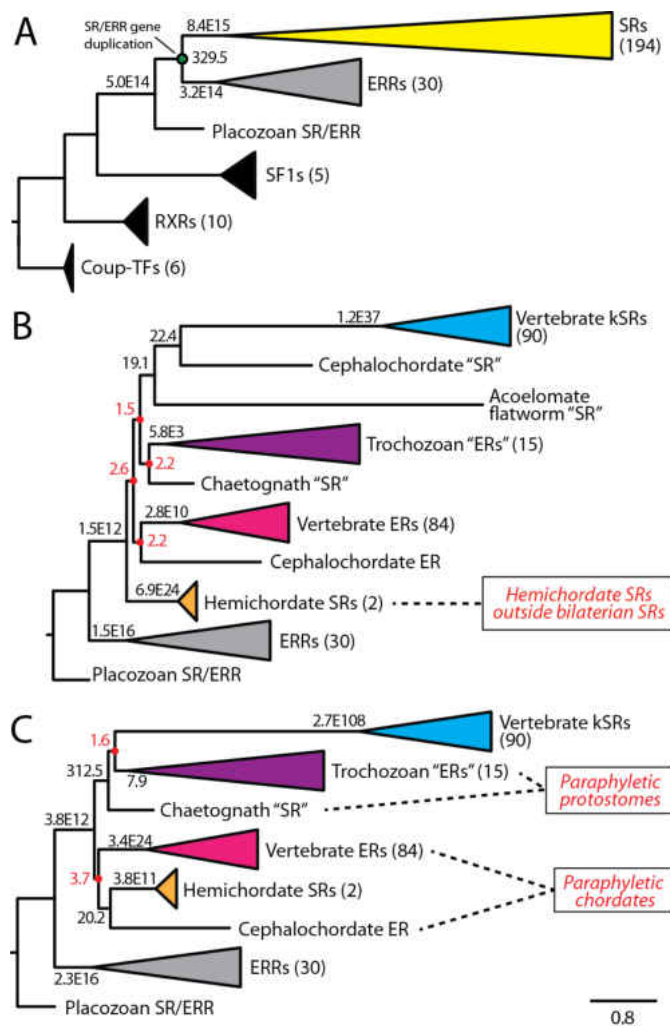 A
SR/ERR gene
duplication
8.4E15
SRs
(194)
329.5
5.0E14
3.2E14
ERRs (30)
Placozoan SR/ERR
SF1s (5)
RXRs (10)
Coup-TFs (6)
B
1.2E37
Vertebrate kSRs
(90)
22.4
19.1
Cephalochordate “SR”
Acoelomate
flatworm “SR”
1.5
5.8E3
Trochozoan “ERs” (15)
2.2
2.6
Chaetognath “SR”
2.8E10
Vertebrate ERs (84)
1.5E12
2.2
Cephalochordate ER
6.9E24
Hemichordate SRs (2)
Hemichordate SRs
outside bilaterian SRs
1.5E16
ERRs (30)
Placozoan SR/ERR
C
2.7E108
Vertebrate kSRs
(90)
1.6
312.5
7.9
Trochozoan “ERs” (15)
Paraphyletic
protostomes
Chaetognath “SR”
3.8E12
3.4E24
Vertebrate ERs (84)
3.7
3.8E11
Hemichordate SRs (2)
Paraphyletic
chordates
20.2
Cephalochordate ER
2.3E16
ERRs (30)
Placozoan SR/ERR
0.8